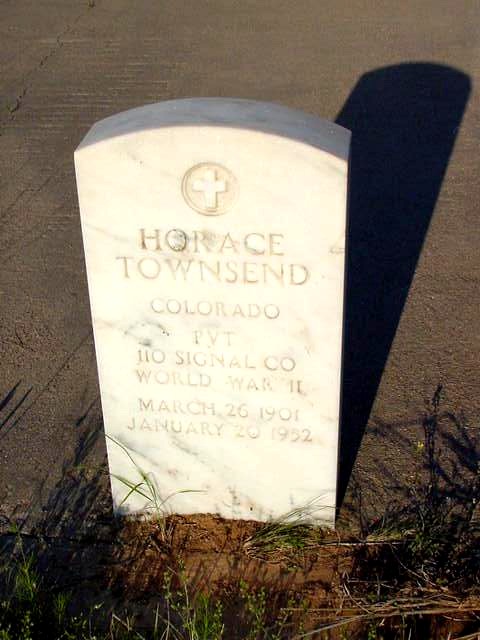 HORACE
TOWNSEND
COLORADO
PVT
110 SIGNAL CO
WORLD WAR II
MARCH 26 1901
JANUARY 20 1952